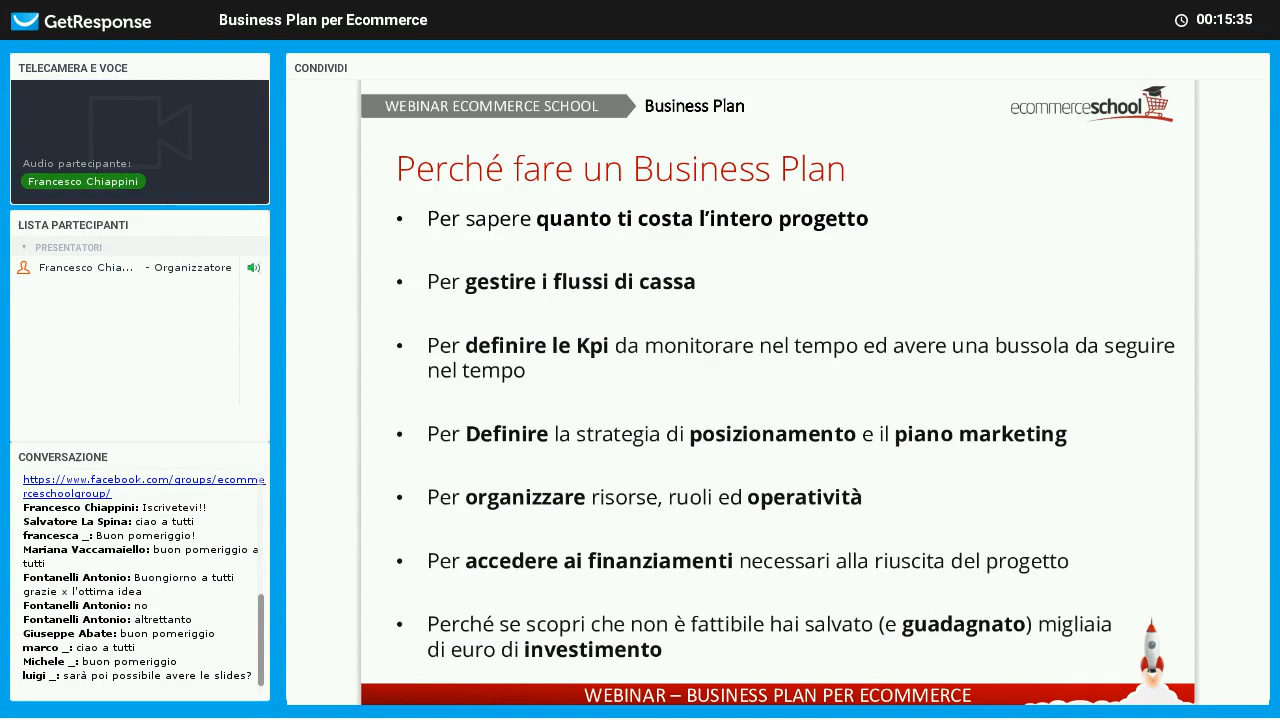 GetResponse
Business Plan per Ecommerce
00:15:35
TELECAMERA E VOCE
Audio partecipante:
Francesco Chiappini
LISTA PARTECIPANTI
PRESENTATORI
Francesco Chia... - Organizzatore
CONVERSAZIONE
https://www.facebook.com/groups/ecomme
rceschoolgroup/
Francesco Chiappini: Iscrivetevi!!
Salvatore La Spina: ciao a tutti
francesca _: Buon pomeriggio!
Mariana Vaccamaiello: buon pomeriggio a
tutti
Fontanelli Antonio: Buongiorno a tutti
grazie x l'ottima idea
Fontanelli Antonio: no
Fontanelli Antonio: altrettanto
Giuseppe Abate: buon pomeriggio
marco _: ciao a tutti
Michele _: buon pomeriggio
luigi _: sarà poi possibile avere le slides?
CONDIVIDI
WEBINAR ECOMMERCE SCHOOL
Business Plan
ecommerceschool
Perché fare un Business Plan
• Per sapere quanto ti costa l’intero progetto
• Per gestire i flussi di cassa
• Per definire le Kpi da monitorare nel tempo ed avere una bussola da seguire
nel tempo
• Per Definire la strategia di posizionamento e il piano marketing
• Per organizzare risorse, ruoli ed operatività
• Per accedere ai finanziamenti necessari alla riuscita del progetto
• Perché se scopri che non è fattibile hai salvato (e guadagnato) migliaia
di euro di investimento
WEBINAR – BUSINESS PLAN PER ECOMMERCE